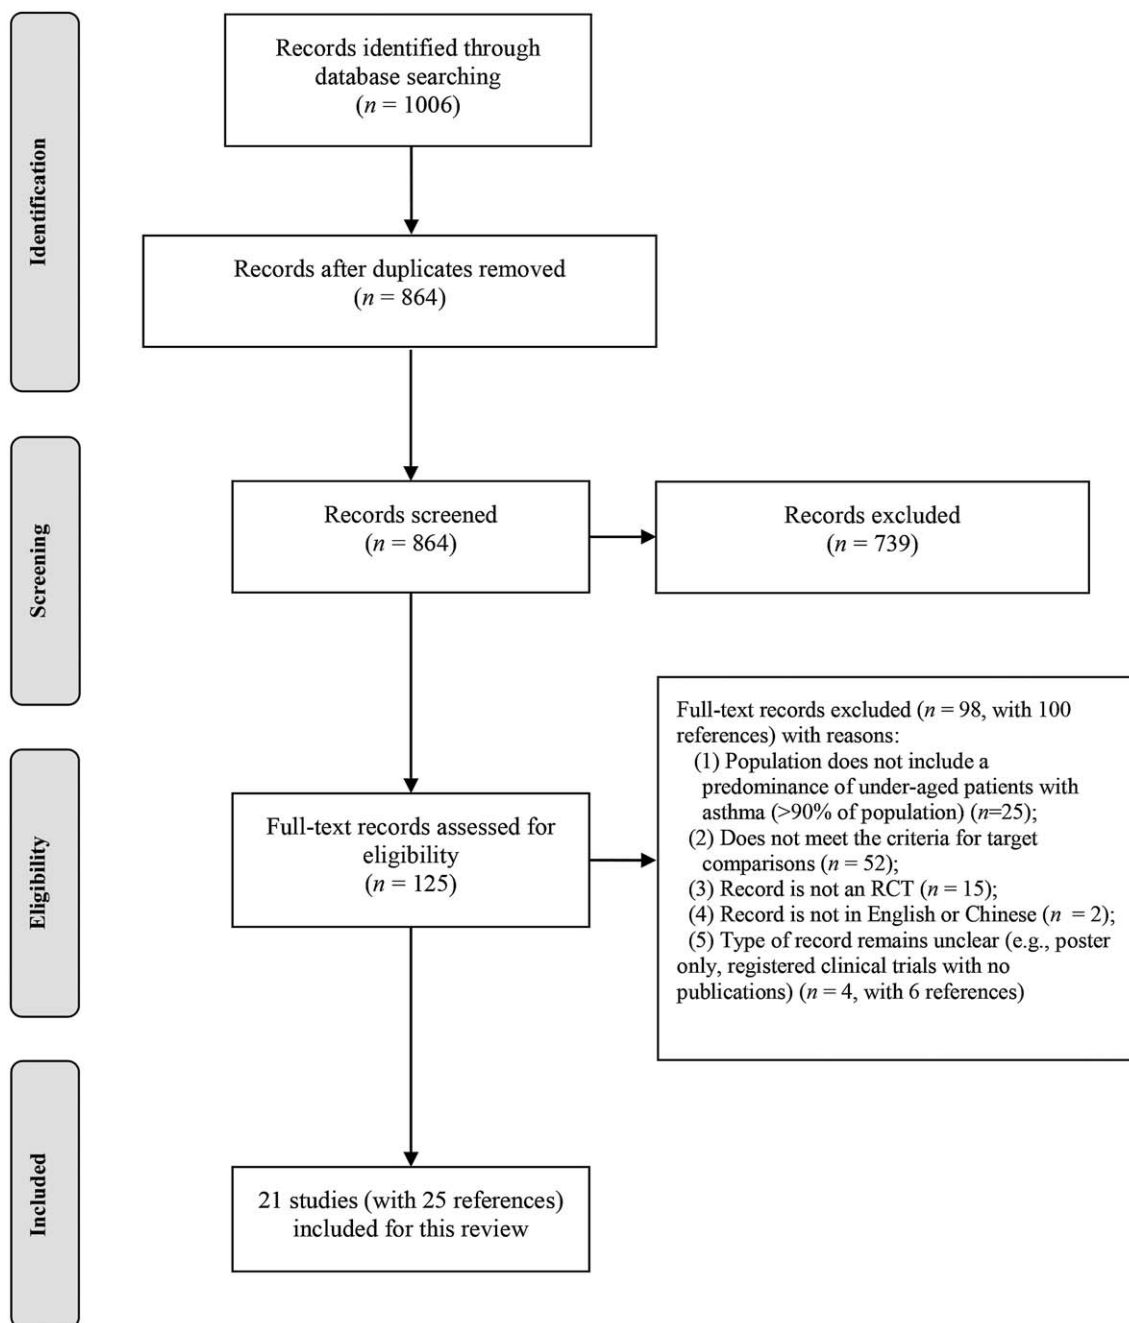 Identification
Records identified through
database searching
(n = 1006)
Records after duplicates removed
(n = 864)
Screening
Records screened
(n = 864)
Records excluded
(n = 739)
Eligibility
Full-text records assessed for
eligibility
(n = 125)
Full-text records excluded (n = 98, with 100
references) with reasons:
(1) Population does not include a
predominance of under-aged patients with
asthma (>90% of population) (n=25);
(2) Does not meet the criteria for target
comparisons (n = 52);
(3) Record is not an RCT (n = 15);
(4) Record is not in English or Chinese (n = 2);
(5) Type of record remains unclear (e.g., poster
only, registered clinical trials with no
publications) (n = 4, with 6 references)
Included
21 studies (with 25 references)
included for this review